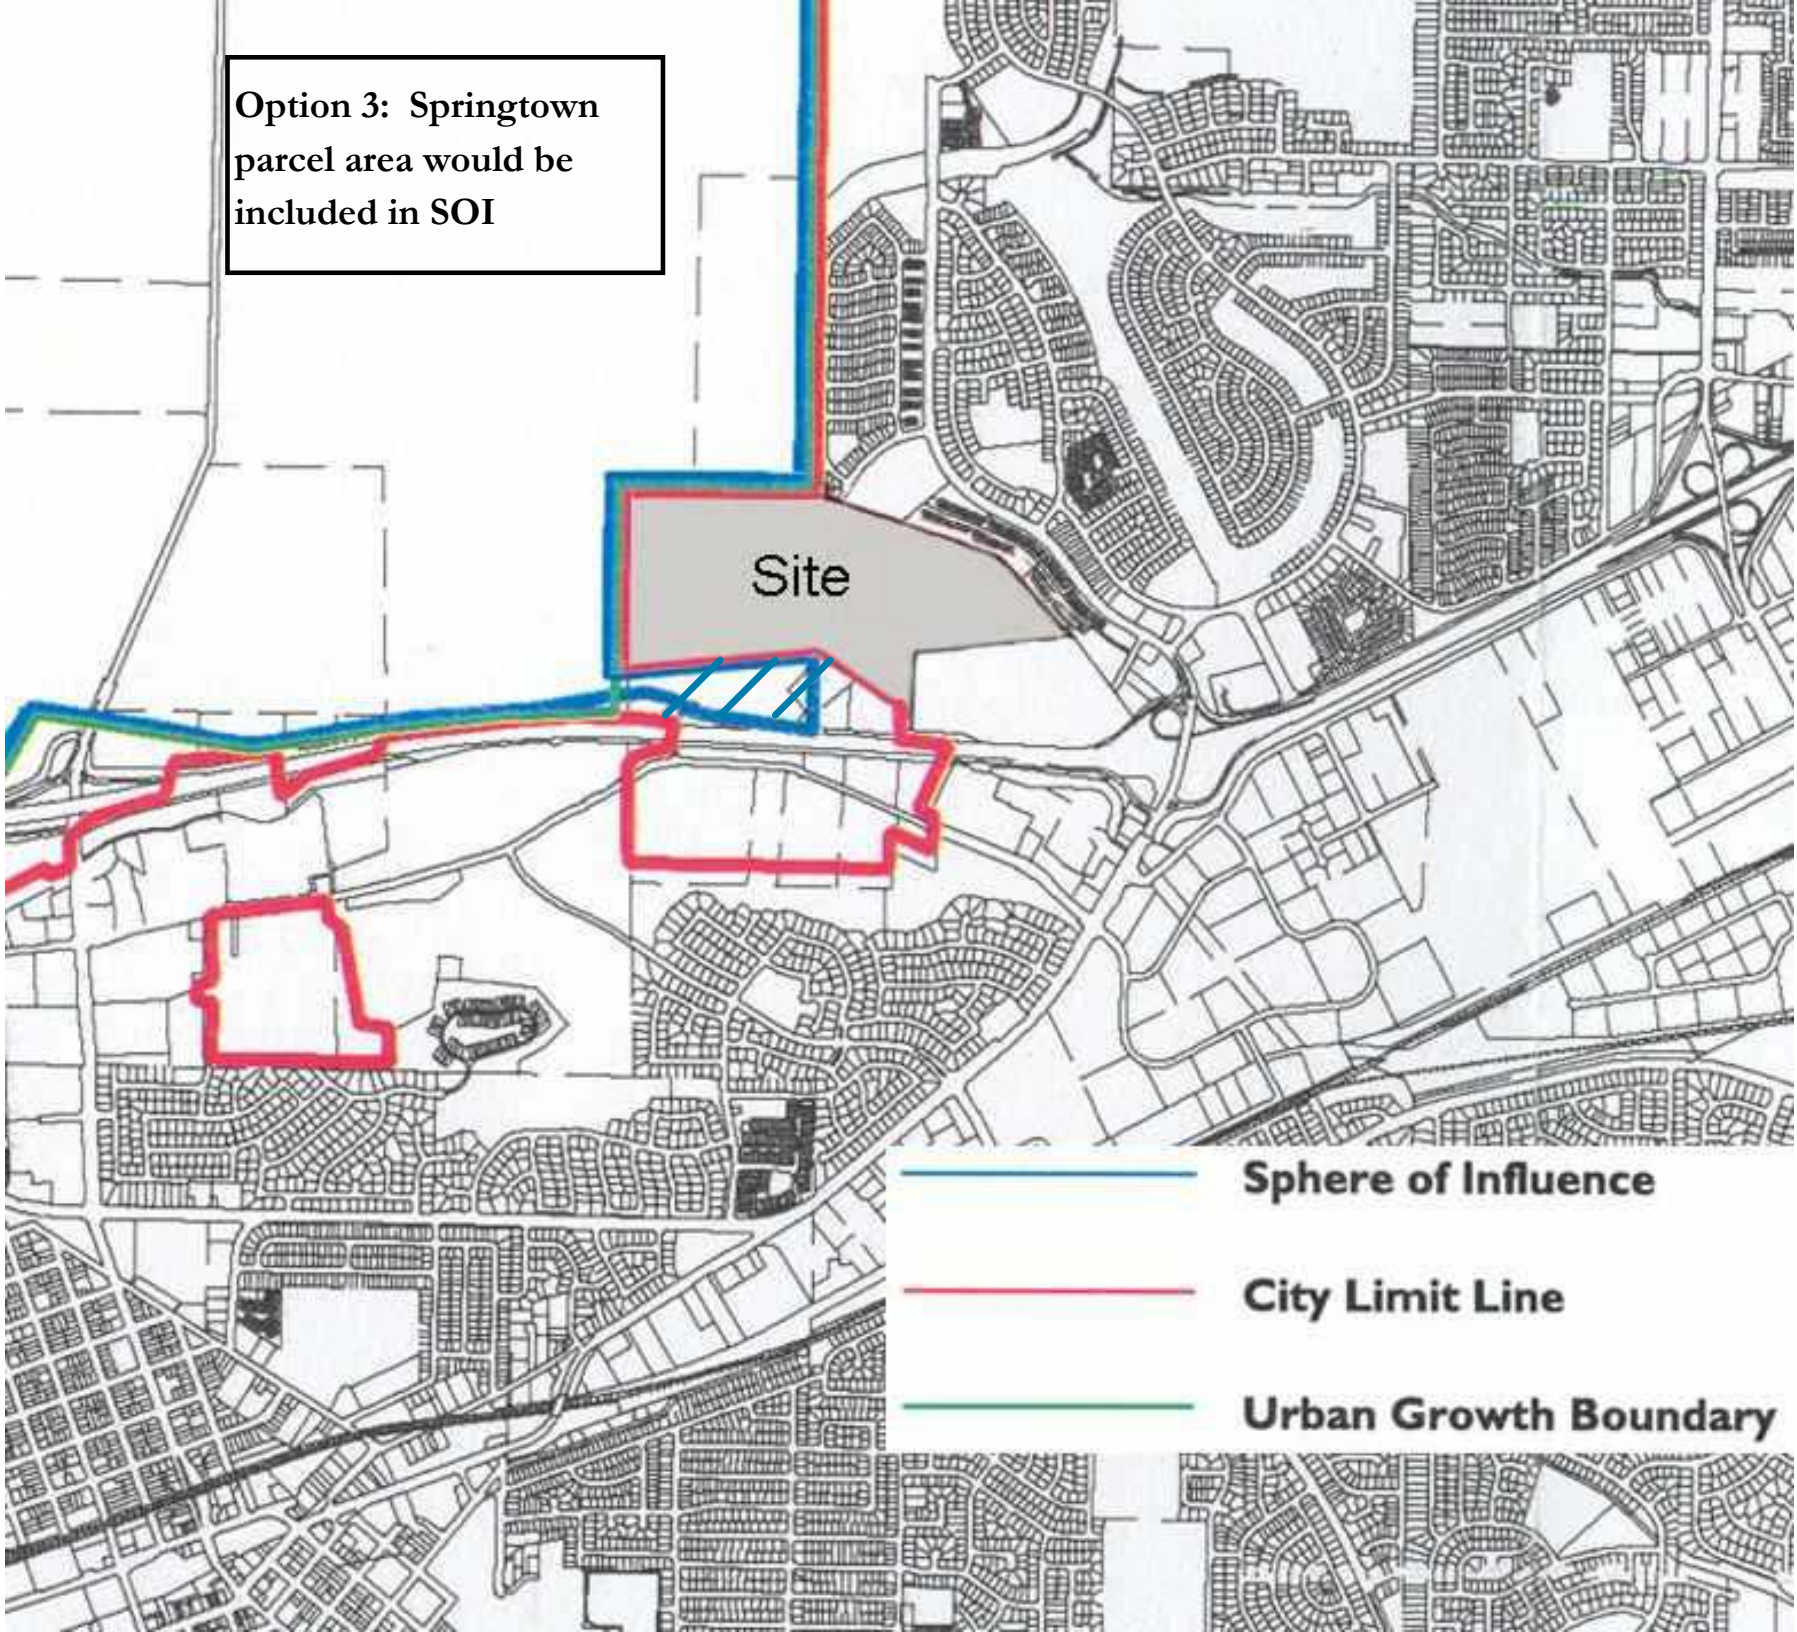 Option 3: Springtown
parcel area would be
included in SOI
Site
Sphere of Influence
City Limit Line
Urban Growth Boundary